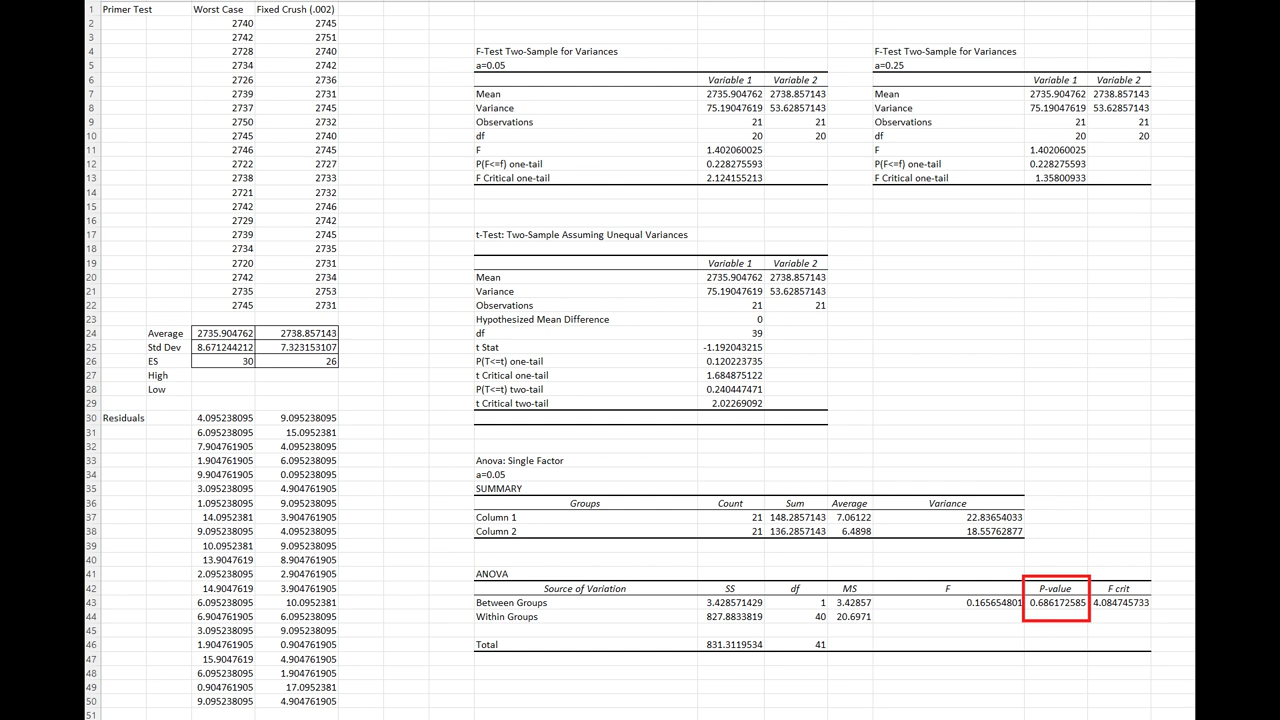 1 Primer Test Worst Case Fixed Crush (.002)
2 2740 2745
3 2742 2751
4 2728 2740 F-Test Two-Sample for Variances F-Test Two-Sample for Variances
5 2734 2742 a=0.05 a=0.25
6 2726 2736 Variable 1 Variable 2 Variable 1 Variable 2
7 2739 2731 Mean 2735.904762 2738.857143 Mean 2735.904762 2738.857143
8 2737 2745 Variance 75.19047619 53.62857143 Variance 75.19047619 53.62857143
9 2750 2732 Observations 21 21 Observations 21 21
10 2745 2740 df 20 20 df 20 20
11 2746 2745 F 1.402060025 F 1.402060025
12 2722 2727 P(F<=f) one-tail 0.228275593 P(F<=f) one-tail 0.228275593
13 2738 2733 F Critical one-tail 2.124155213 F Critical one-tail 1.35800933
14 2721 2732
15 2742 2746
16 2729 2742
17 2739 2745 t-Test: Two-Sample Assuming Unequal Variances
18 2734 2735
19 2720 2731 Variable 1 Variable 2
20 2742 2734 Mean 2735.904762 2738.857143
21 2735 2753 Variance 75.19047619 53.62857143
22 2745 2731 Observations 21 21
23 Hypothesized Mean Difference 0
24 Average 2735.904762 2738.857143 df 39
25 Std Dev 8.671244212 7.323153107 t Stat -1.192043215
26 ES 30 26 P(T<=t) one-tail 0.120223735
27 High t Critical one-tail 1.684875122
28 Low P(T<=t) two-tail 0.240447471
29 t Critical two-tail 2.02269092
30 Residuals 4.095238095 9.095238095
31 6.095238095 15.0952381
32 7.904761905 4.095238095
33 1.904761905 6.095238095 Anova: Single Factor
34 9.904761905 0.095238095 a=0.05
35 3.095238095 4.904761905 SUMMARY
36 1.095238095 9.095238095 Groups Count Sum Average Variance
37 14.0952381 3.904761905 Column 1 21 148.2857143 7.06122 22.83654033
38 9.095238095 4.095238095 Column 2 21 136.2857143 6.4898 18.55762877
39 10.0952381 9.095238095
40 13.9047619 8.904761905
41 2.095238095 2.904761905 ANOVA
42 14.9047619 3.904761905 Source of Variation SS df MS F P-value F crit
43 6.095238095 10.0952381 Between Groups 3.428571429 1 3.42857 0.165654801 0.686172585 4.084745733
44 6.904761905 6.095238095 Within Groups 827.8833819 40 20.6971
45 3.095238095 9.095238095
46 1.904761905 0.904761905 Total 831.3119534 41
47 15.9047619 4.904761905
48 6.095238095 1.904761905
49 0.904761905 17.0952381
50 9.095238095 4.904761905
51